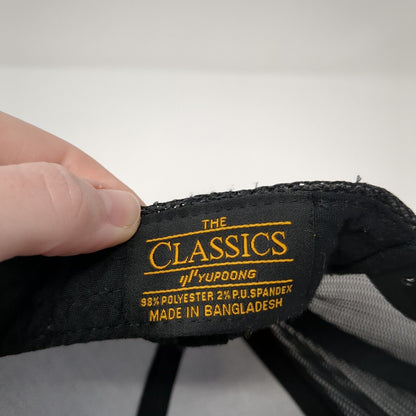 THE
CLASSICS
YUPOONG
98% POLYESTER 2% P.U.SPANDEX
MADE IN BANGLADESH